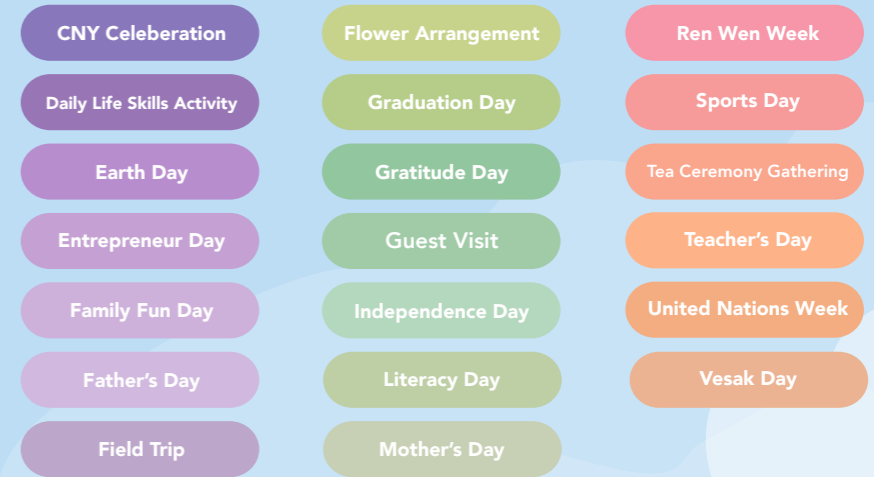 CNY Celeberation
Daily Life Skills Activity
Earth Day
Entrepreneur Day
Family Fun Day
Father's Day
Field Trip
Flower Arrangement
Graduation Day
Gratitude Day
Guest Visit
Independence Day
Literacy Day
Mother's Day
Ren Wen Week
Sports Day
Tea Ceremony Gathering
Teacher's Day
United Nations Week
Vesak Day